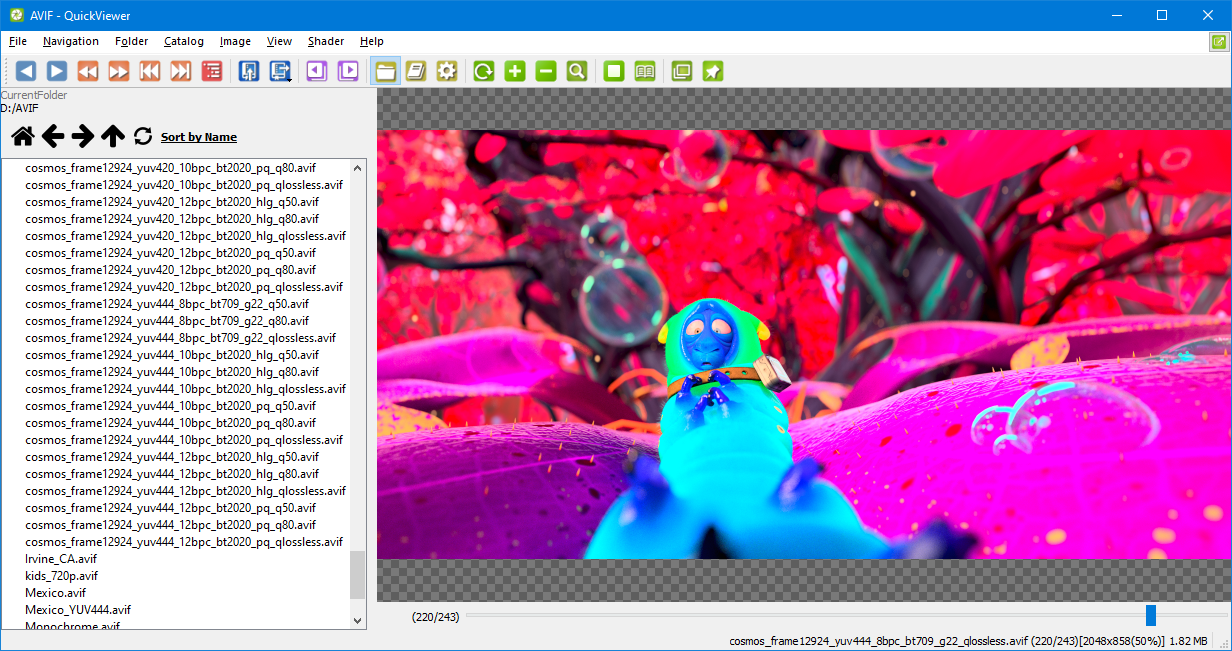 AVIF - QuickViewer
File Navigation Folder Catalog Image View Shader Help
CurrentFolder
D:/AVIF
Sort by Name
cosmos_frame12924_yuv420_10bpc_bt2020_pq_q80.avif
cosmos_frame12924_yuv420_10bpc_bt2020_pq_qlossless.avif
cosmos_frame12924_yuv420_12bpc_bt2020_hlg_q50.avif
cosmos_frame12924_yuv420_12bpc_bt2020_hlg_q80.avif
cosmos_frame12924_yuv420_12bpc_bt2020_hlg_qlossless.avif
cosmos_frame12924_yuv420_12bpc_bt2020_pq_q50.avif
cosmos_frame12924_yuv420_12bpc_bt2020_pq_q80.avif
cosmos_frame12924_yuv420_12bpc_bt2020_pq_qlossless.avif
cosmos_frame12924_yuv444_8bpc_bt709_g22_q50.avif
cosmos_frame12924_yuv444_8bpc_bt709_g22_q80.avif
cosmos_frame12924_yuv444_8bpc_bt709_g22_qlossless.avif
cosmos_frame12924_yuv444_10bpc_bt2020_hlg_q50.avif
cosmos_frame12924_yuv444_10bpc_bt2020_hlg_q80.avif
cosmos_frame12924_yuv444_10bpc_bt2020_hlg_qlossless.avif
cosmos_frame12924_yuv444_10bpc_bt2020_pq_q50.avif
cosmos_frame12924_yuv444_10bpc_bt2020_pq_q80.avif
cosmos_frame12924_yuv444_10bpc_bt2020_pq_qlossless.avif
cosmos_frame12924_yuv444_12bpc_bt2020_hlg_q50.avif
cosmos_frame12924_yuv444_12bpc_bt2020_hlg_q80.avif
cosmos_frame12924_yuv444_12bpc_bt2020_hlg_qlossless.avif
cosmos_frame12924_yuv444_12bpc_bt2020_pq_q50.avif
cosmos_frame12924_yuv444_12bpc_bt2020_pq_q80.avif
cosmos_frame12924_yuv444_12bpc_bt2020_pq_qlossless.avif
Irvine_CA.avif
kids_720p.avif
Mexico.avif
Mexico_YUV444.avif
Monochrome.avif
(220/243)
cosmos_frame12924_yuv444_8bpc_bt709_g22_qlossless.avif (220/243)[2048x858(50%)] 1.82 MB